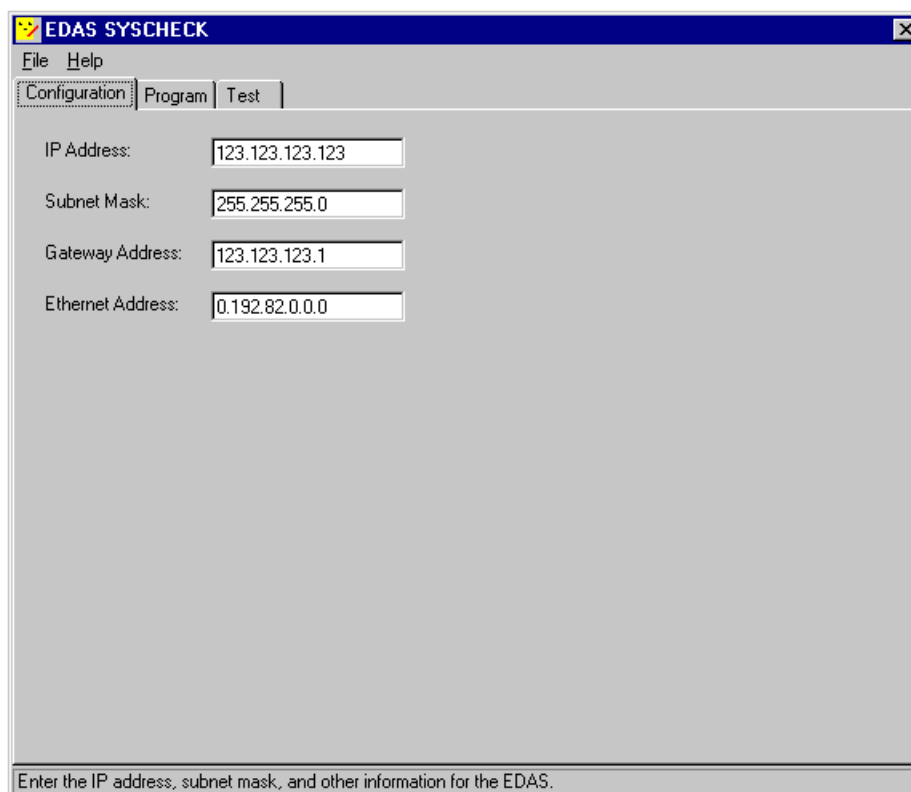 EDAS SYSCHECK
File Help
Configuration Program Test
IP Address: 123.123.123.123
Subnet Mask: 255.255.255.0
Gateway Address: 123.123.123.1
Ethernet Address: 0.192.82.0.0.0
Enter the IP address, subnet mask, and other information for the EDAS.